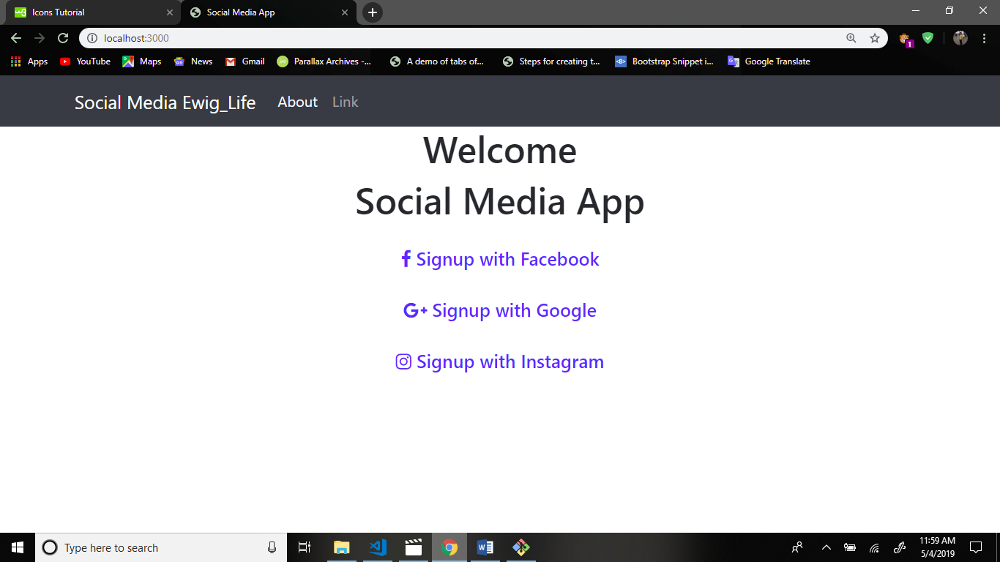 Icons Tutorial
Social Media App
localhost:3000
1
Apps
YouTube
Maps
News
Gmail
Parallax Archives -...
A demo of tabs of...
Steps for creating t...
Bootstrap Snippet i...
Google Translate
Social Media Ewig_Life
About
Link
Welcome
Social Media App
Signup with Facebook
Signup with Google
Signup with Instagram
Type here to search
11:59 AM
5/4/2019